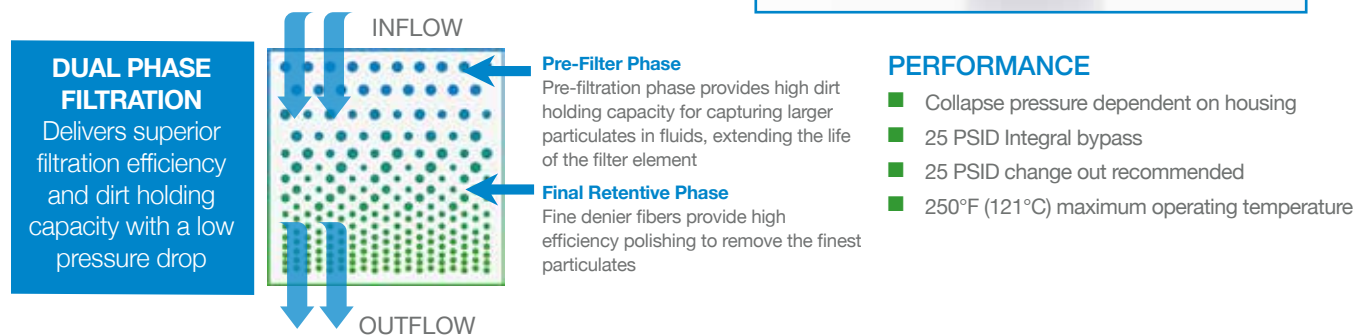 DUAL PHASE
FILTRATION
Delivers superior
filtration efficiency
and dirt holding
capacity with a low
pressure drop
INFLOW
OUTFLOW
Pre-Filter Phase
Pre-filtration phase provides high dirt
holding capacity for capturing larger
particulates in fluids, extending the life
of the filter element
Final Retentive Phase
Fine denier fibers provide high
efficiency polishing to remove the finest
particulates
PERFORMANCE
Collapse pressure dependent on housing
25 PSID Integral bypass
25 PSID change out recommended
250°F (121°C) maximum operating temperature